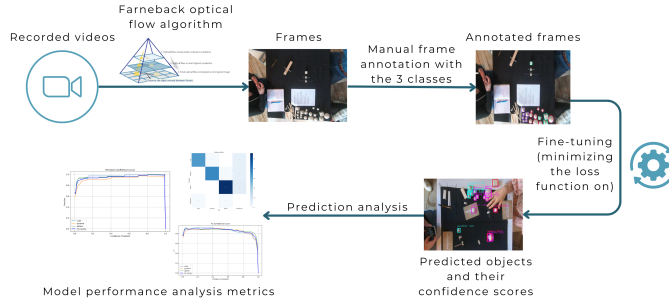 Recorded videos
Farneback optical
flow algorithm
Frames
Manual frame
annotation with
the 3 classes
Annotated frames
Fine-tuning
(minimizing
the loss
function on)
Predicted objects
and their
confidence scores
Prediction analysis
Model performance analysis metrics